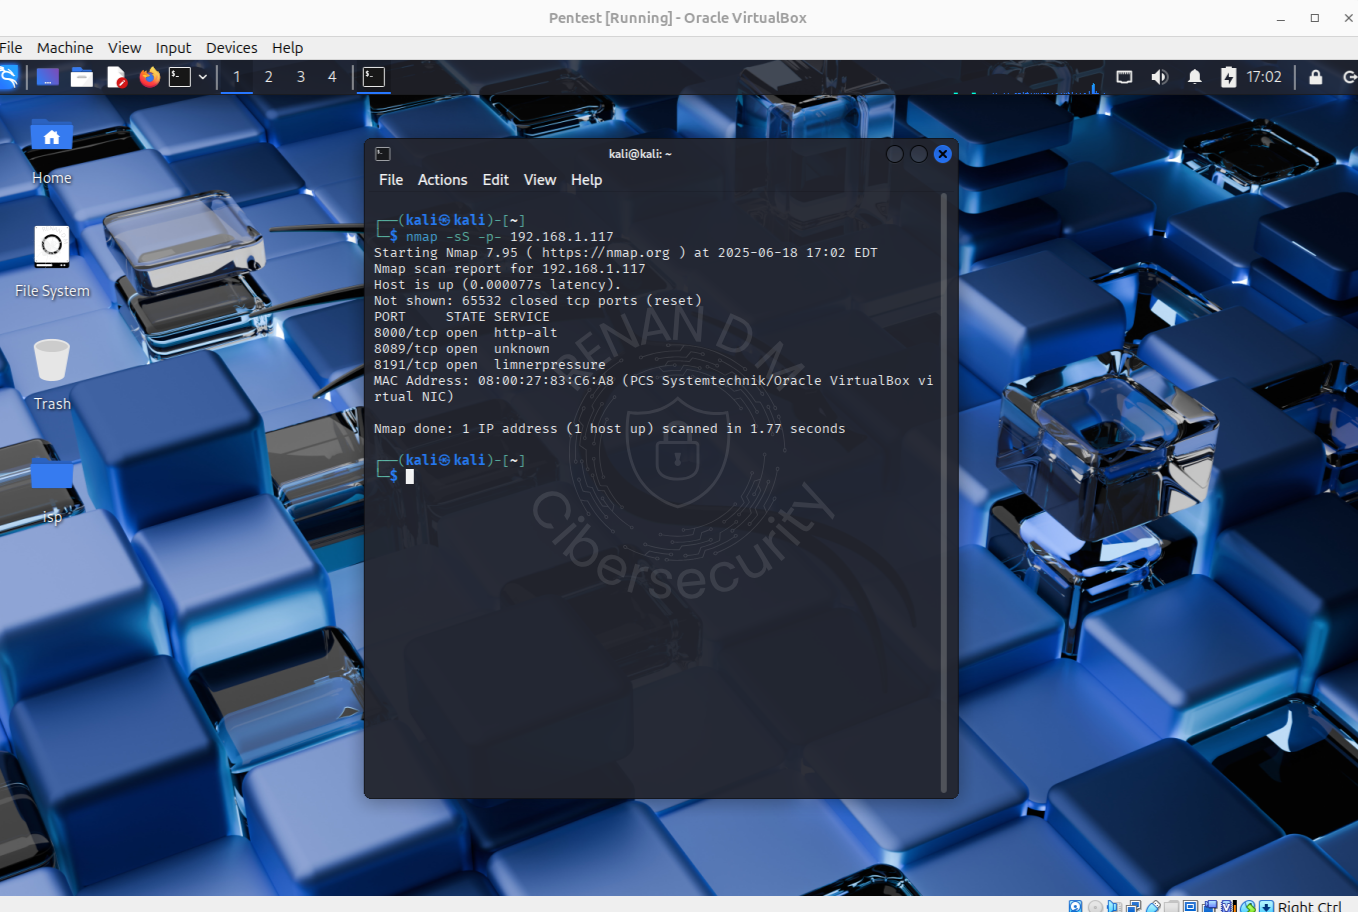 Pentest [Running] - Oracle VirtualBox
File Machine View Input Devices Help
1 2 3 4 17:02
Home
File System
Trash
isp
kali@kali: ~
File Actions Edit View Help
┌──(kali㉿kali)-[~]
└─$ nmap -sS -p- 192.168.1.117
Starting Nmap 7.95 ( https://nmap.org ) at 2025-06-18 17:02 EDT
Nmap scan report for 192.168.1.117
Host is up (0.000077s latency).
Not shown: 65532 closed tcp ports (reset)
PORT     STATE SERVICE
8000/tcp open  http-alt
8089/tcp open  unknown
8191/tcp open  limnerpressure
MAC Address: 08:00:27:83:C6:A8 (PCS Systemtechnik/Oracle VirtualBox vi
rtual NIC)
Nmap done: 1 IP address (1 host up) scanned in 1.77 seconds
┌──(kali㉿kali)-[~]
└─$
Cibersecurity
Right Ctrl